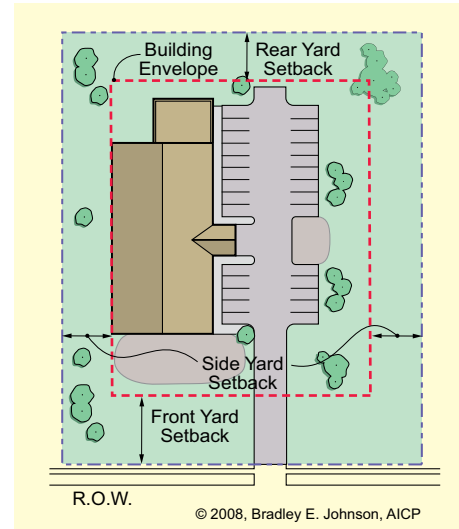 Building
Envelope
Rear Yard
Setback
Side Yard
Setback
Front Yard
Setback
R.O.W.
© 2008, Bradley E. Johnson, AICP